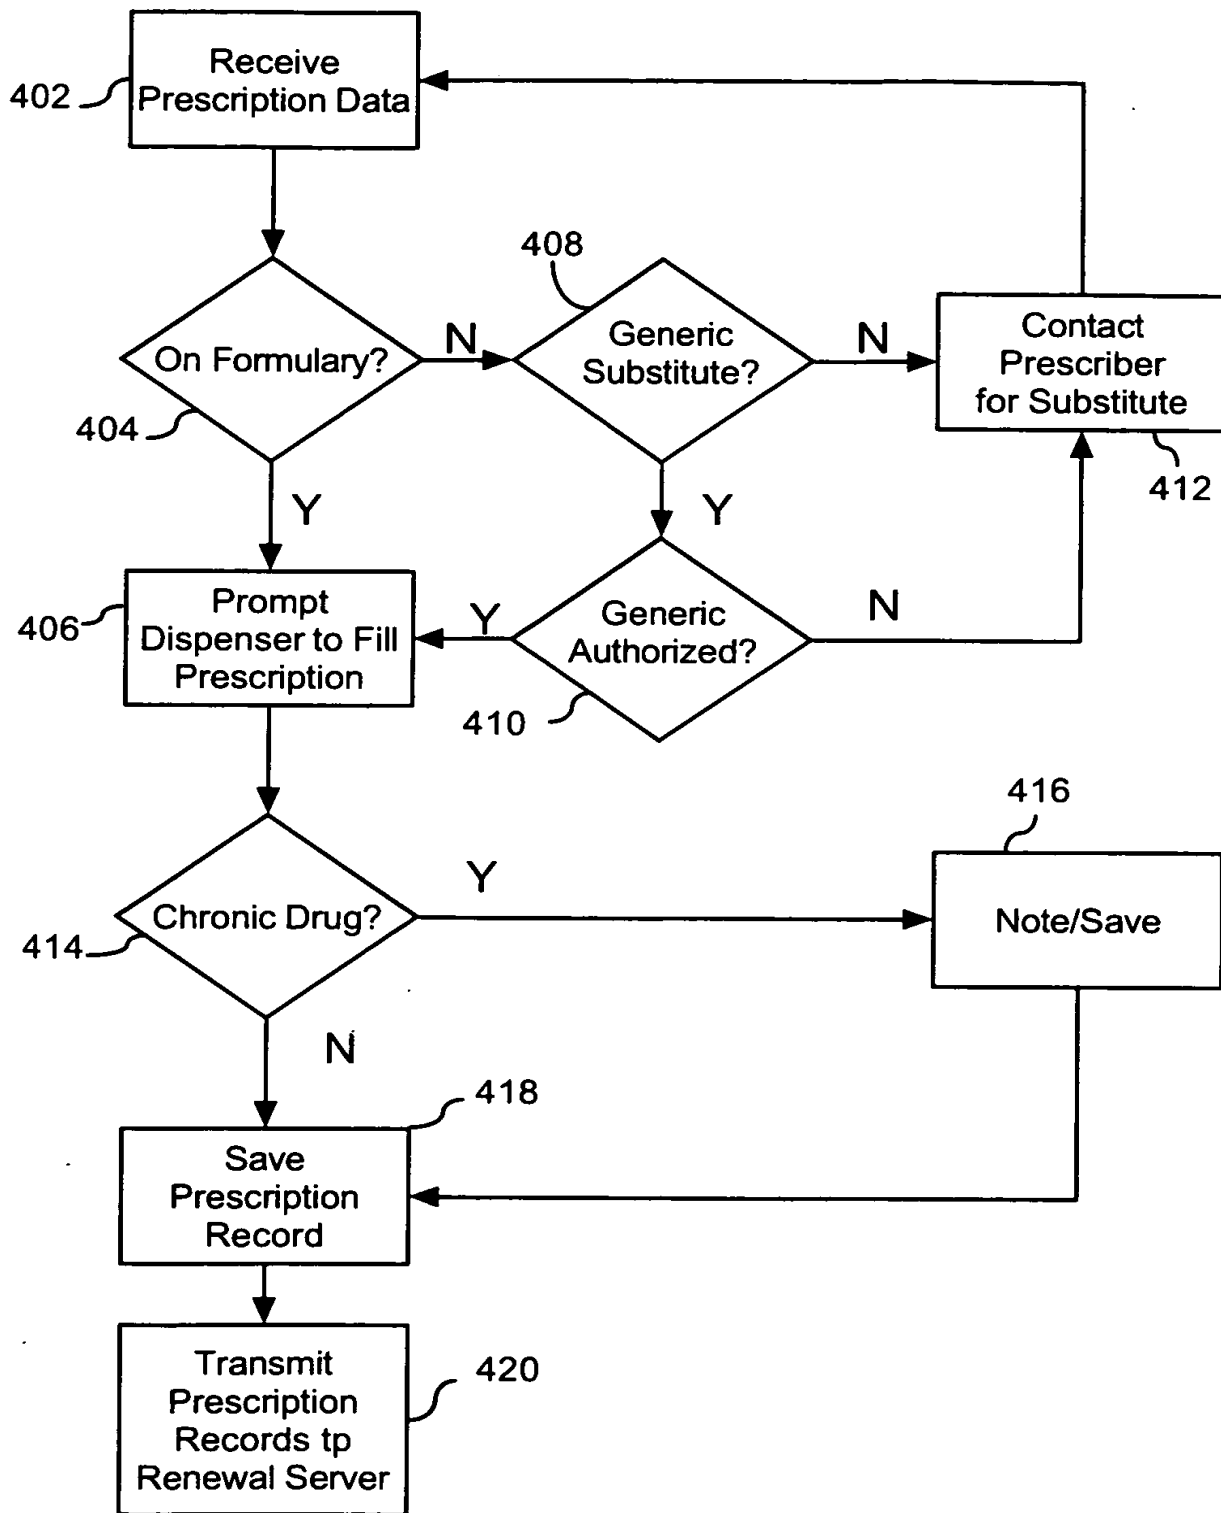 Receive
Prescription Data
402
408
On Formulary?
N
Generic
Substitute?
N
Contact
Prescriber
for Substitute
404
412
Y
Y
Prompt
Dispenser to Fill
Prescription
406
Y
Generic
Authorized?
N
410
416
Chronic Drug?
Y
Note/Save
414
N
418
Save
Prescription
Record
Transmit
Prescription
Records tp
Renewal Server
420